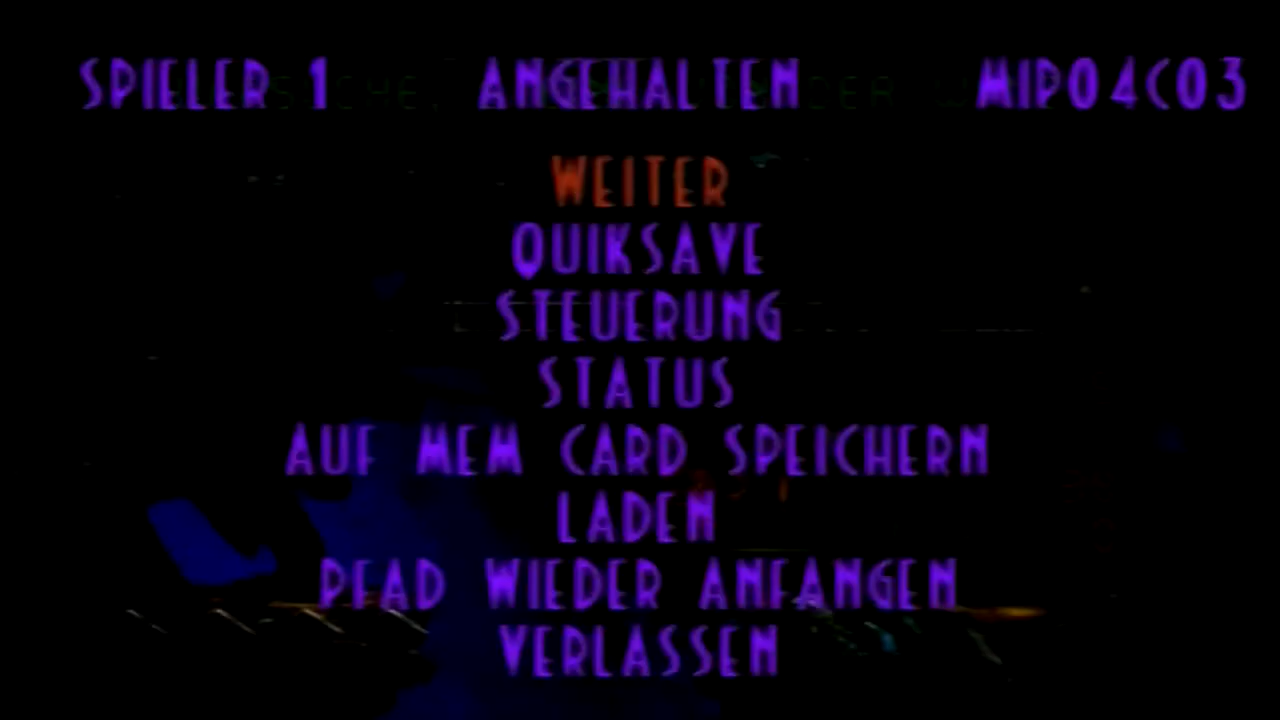 SPIELER 1 ANGEHALTEN MIP04C03
WEITER
QUIKSAVE
STEUERUNG
STATUS
AUF MEM CARD SPEICHERN
LADEN
PFAD WIEDER ANFANGEN
VERLASSEN